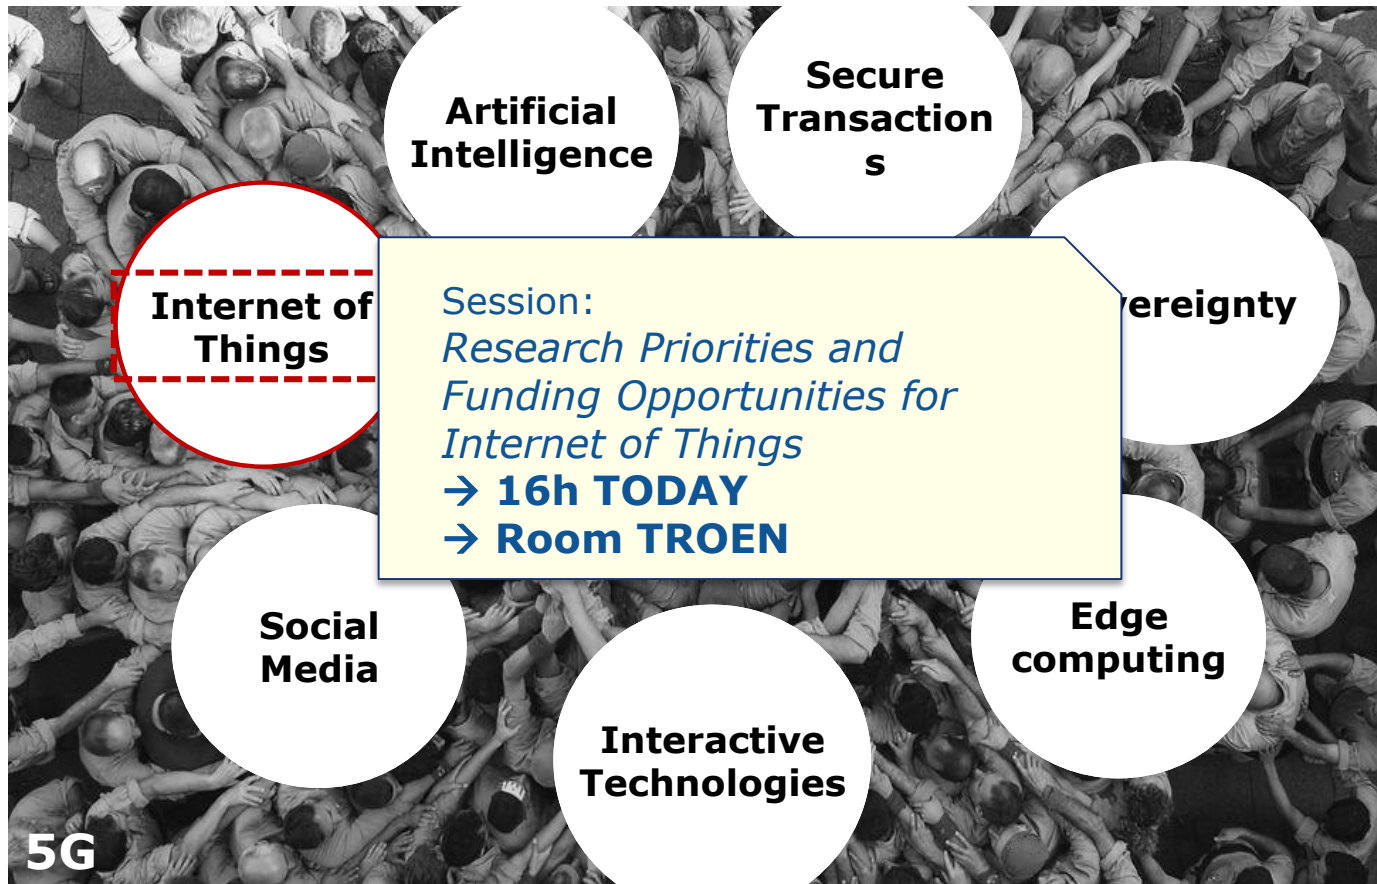 Artificial
Intelligence
Secure
Transaction
s
Internet of
Things
Session:
Research Priorities and
Funding Opportunities for
Internet of Things
→ 16h TODAY
→ Room TROEN
ereignty
Social
Media
Edge
computing
Interactive
Technologies
5G